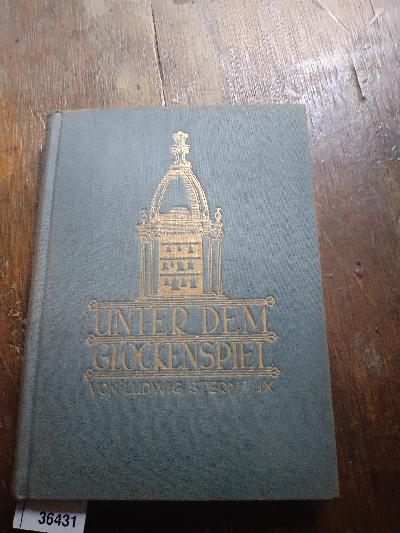 UNTER DEM
GLOCKENSPIEL
VON LUDWIG STERNAUX
36431